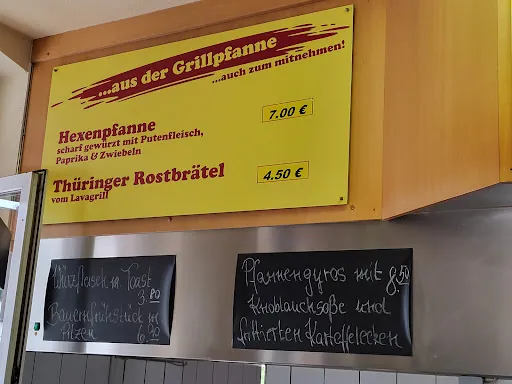 ...aus der Grillpfanne
...auch zum mitnehmen!
Hexenpfanne
7.00 €
scharf gewürzt mit Putenfleisch,
Paprika & Zwiebeln
Thüringer Rostbrätel
4.50 €
vom Lavagrill
Würzfleisch m. Toast
3.80
Bauernfrühstück m
Pilzen 6.20
Pfannengyros mit 8.50
Knoblauchsoße und
frittierten Kartoffelecken